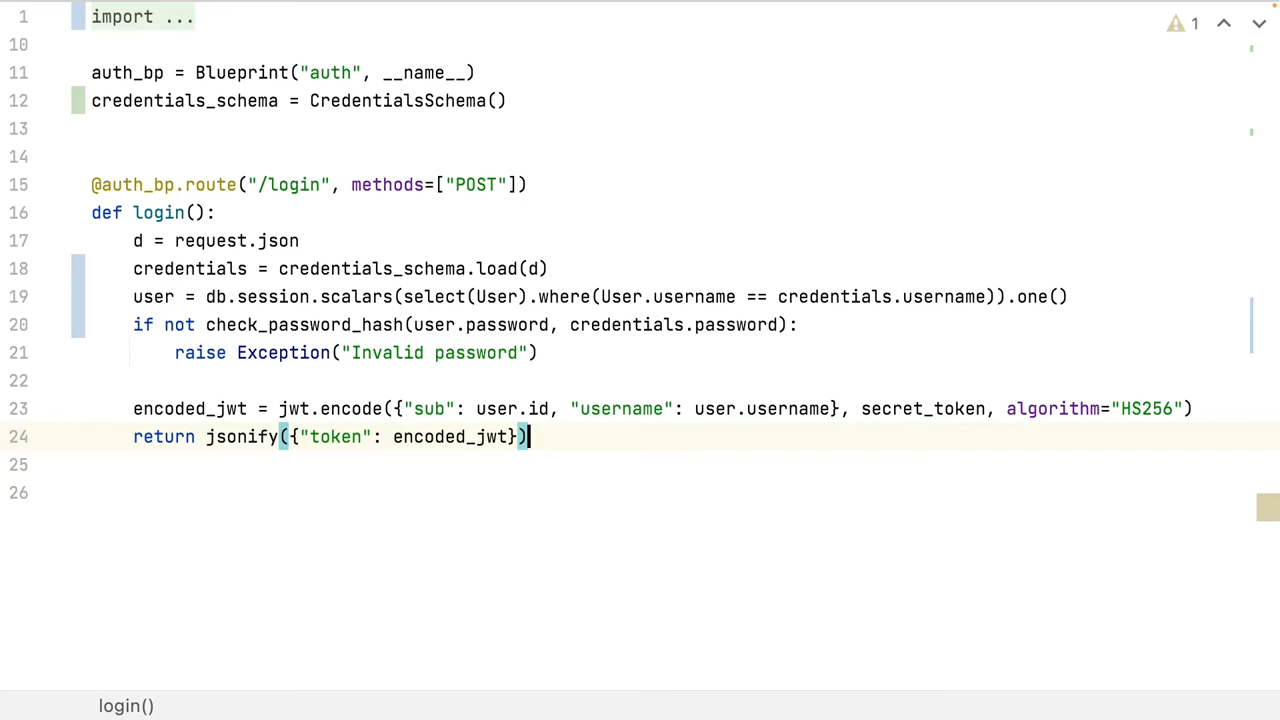 1 import ...
1
10
11 auth_bp = Blueprint("auth", __name__)
12 credentials_schema = CredentialsSchema()
13
14
15 @auth_bp.route("/login", methods=["POST"])
16 def login():
17 d = request.json
18 credentials = credentials_schema.load(d)
19 user = db.session.scalars(select(User).where(User.username == credentials.username)).one()
20 if not check_password_hash(user.password, credentials.password):
21 raise Exception("Invalid password")
22
23 encoded_jwt = jwt.encode({"sub": user.id, "username": user.username}, secret_token, algorithm="HS256")
24 return jsonify({"token": encoded_jwt})
25
26
login()